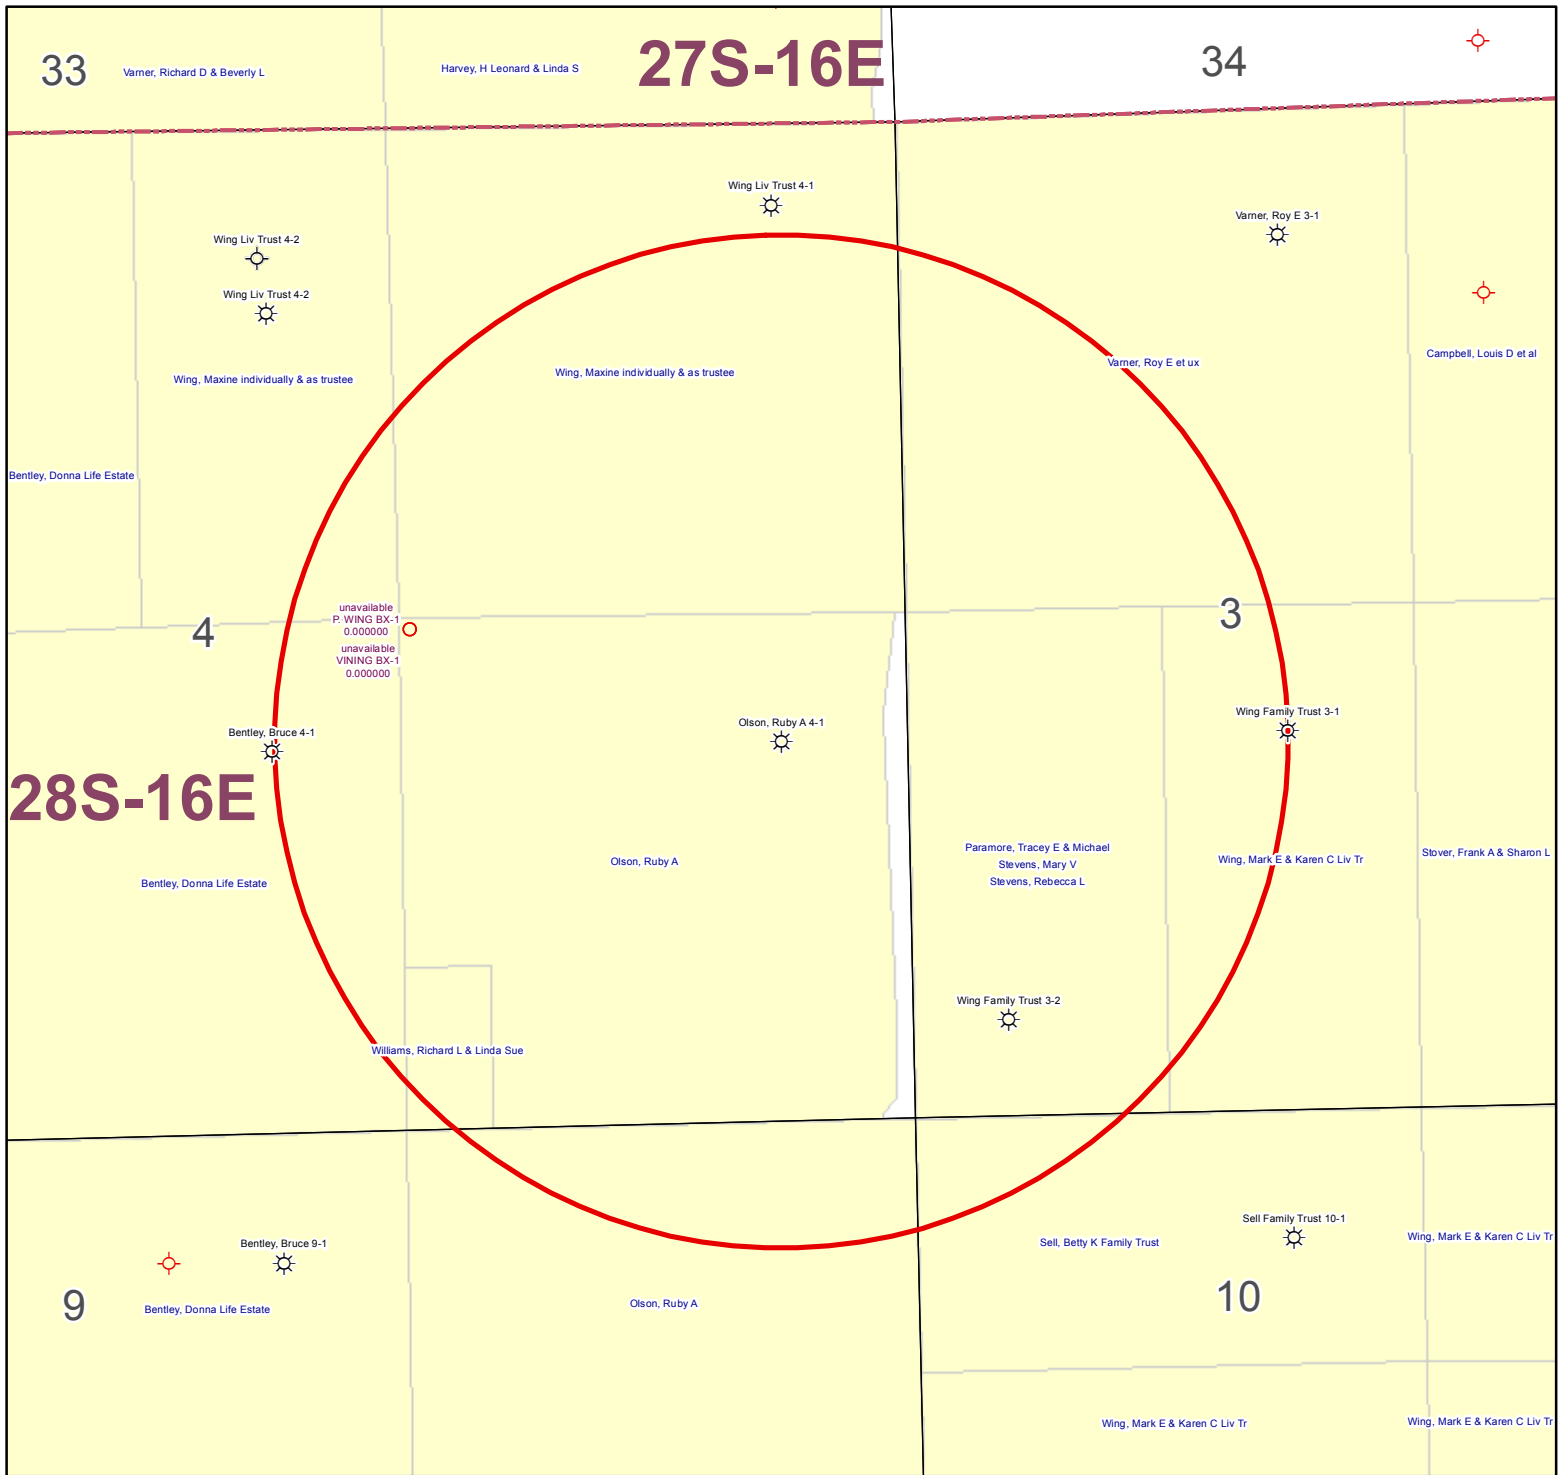 27S-16E
33
Varner, Richard D & Beverly L
Harvey, H Leonard & Linda S
34
Wing Liv Trust 4-1
Varner, Roy E 3-1
Wing Liv Trust 4-2
Wing Liv Trust 4-2
Varner, Roy E et ux
Campbell, Louis D et al
Wing, Maxine individually & as trustee
Wing, Maxine individually & as trustee
Bentley, Donna Life Estate
unavailable
P. WING BX-1
0.000000
4
3
unavailable
VINING BX-1
0.000000
Wing Family Trust 3-1
Olson, Ruby A 4-1
Bentley, Bruce 4-1
28S-16E
Paramore, Tracey E & Michael
Stevens, Mary V
Stevens, Rebecca L
Olson, Ruby A
Wing, Mark E & Karen C Liv Tr
Stover, Frank A & Sharon L
Bentley, Donna Life Estate
Wing Family Trust 3-2
Williams, Richard L & Linda Sue
Sell Family Trust 10-1
Bentley, Bruce 9-1
Sell, Betty K Family Trust
Wing, Mark E & Karen C Liv Tr
9
Bentley, Donna Life Estate
Olson, Ruby A
10
Wing, Mark E & Karen C Liv Tr
Wing, Mark E & Karen C Liv Tr